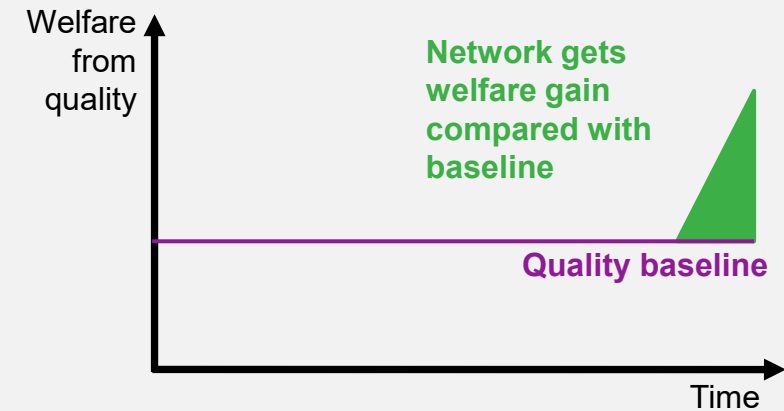 Welfare
from
quality
Network gets
welfare gain
compared with
baseline
Quality baseline
Time